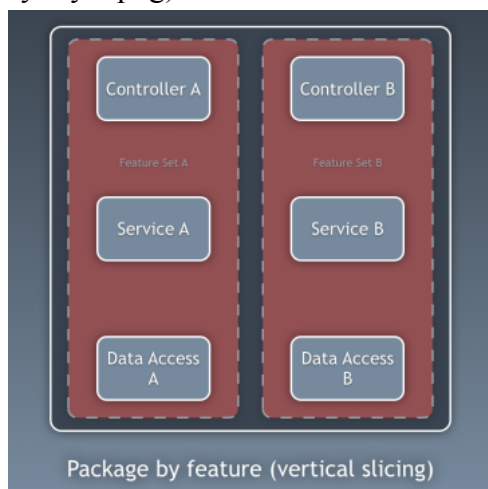 Controller A
Controller B
Feature Set A
Feature Set B
Service A
Service B
Data Access
A
Data Access
B
Package by feature (vertical slicing)